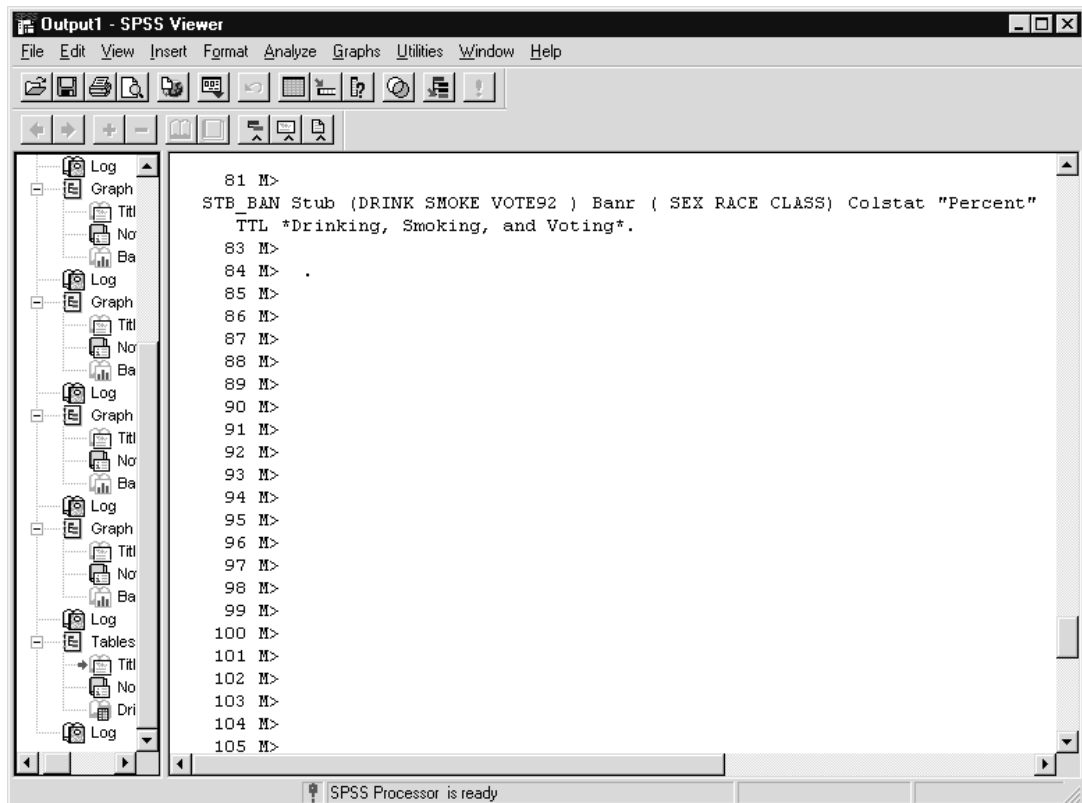 Output1 - SPSS Viewer
File Edit View Insert Format Analyze Graphs Utilities Window Help
Log
Graph
Titl
No
Ba
Log
Graph
Titl
No
Ba
Log
Graph
Titl
No
Ba
Log
Graph
Titl
No
Ba
Log
Tables
Titl
No
Dri
Log
81 M>
STB_BAN Stub (DRINK SMOKE VOTE92 ) Banr ( SEX RACE CLASS) Colstat "Percent"
TTL *Drinking, Smoking, and Voting*.
83 M>
84 M> .
85 M>
86 M>
87 M>
88 M>
89 M>
90 M>
91 M>
92 M>
93 M>
94 M>
95 M>
96 M>
97 M>
98 M>
99 M>
100 M>
101 M>
102 M>
103 M>
104 M>
105 M>
SPSS Processor is ready